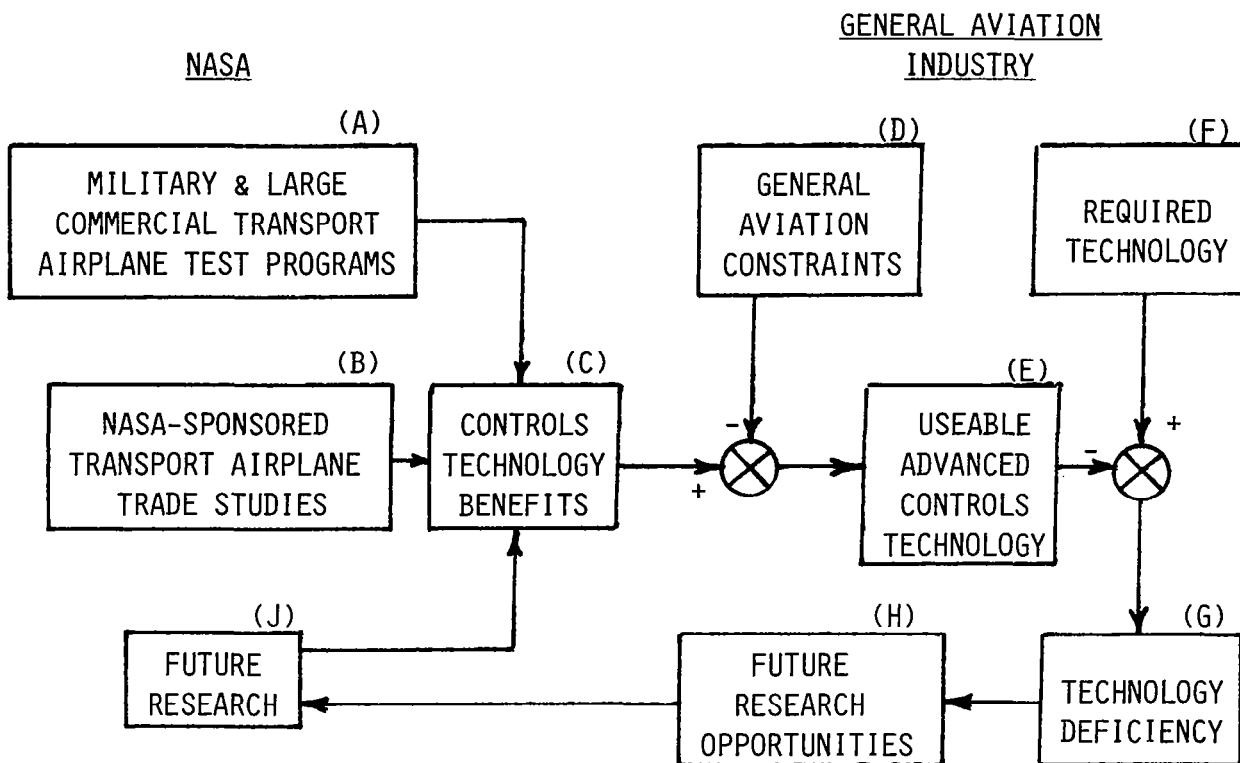 NASA
GENERAL AVIATION
INDUSTRY
(A)
MILITARY & LARGE
COMMERCIAL TRANSPORT
AIRPLANE TEST PROGRAMS
(B)
NASA-SPONSORED
TRANSPORT AIRPLANE
TRADE STUDIES
(C)
CONTROLS
TECHNOLOGY
BENEFITS
(D)
GENERAL
AVIATION
CONSTRAINTS
-
+
(E)
USEABLE
ADVANCED
CONTROLS
TECHNOLOGY
(F)
REQUIRED
TECHNOLOGY
+
-
(G)
TECHNOLOGY
DEFICIENCY
(H)
FUTURE
RESEARCH
OPPORTUNITIES
(J)
FUTURE
RESEARCH